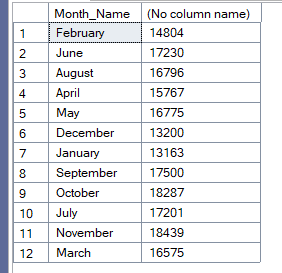 Month_Name (No column name)
1 February 14804
2 June 17230
3 August 16796
4 April 15767
5 May 16775
6 December 13200
7 January 13163
8 September 17500
9 October 18287
10 July 17201
11 November 18439
12 March 16575